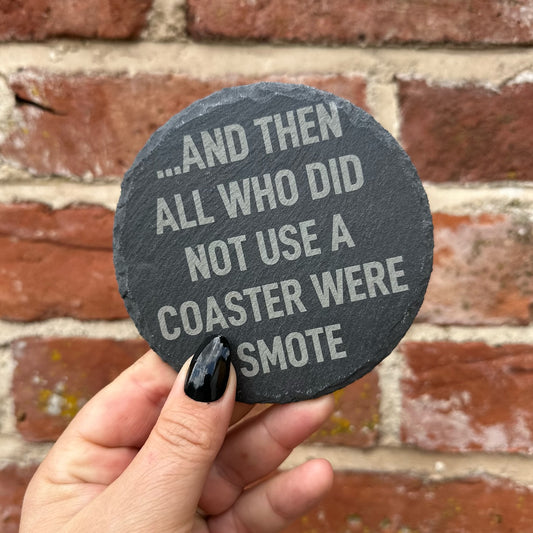 ...AND THEN
ALL WHO DID
NOT USE A
COASTER WERE
SMOTE